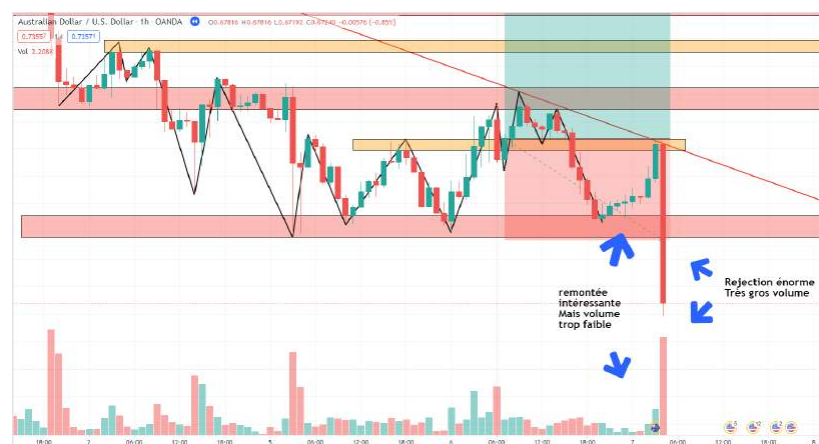 Australian Dollar / U.S. Dollar · 1h · OANDA O0.67816 H0.67816 L0.67192 C0.67240 -0.00576 (-0.85%)
0.73557 1.4 0.73571
Vol 3.208K
remontée
intéressante
Mais volume
trop faible
Rejection énorme
Trés gros volume
18:00 2 06:00 12:00 18:00 5 06:00 12:00 18:00 6 06:00 12:00 18:00 7 06:00 12:00 18:00 8